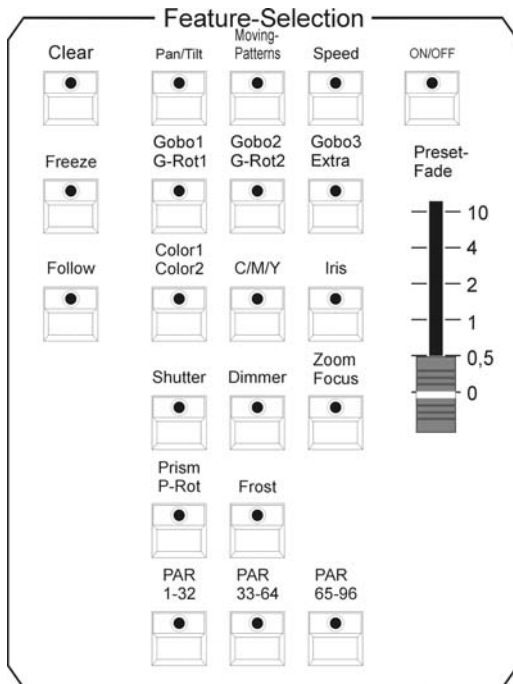 Feature-Selection
Clear
Pan/Tilt
Moving-
Patterns
Speed
ON/OFF
Freeze
Gobo1
G-Rot1
Gobo2
G-Rot2
Gobo3
Extra
Preset-
Fade
10
4
2
1
0,5
0
Follow
Color1
Color2
C/M/Y
Iris
Shutter
Dimmer
Zoom
Focus
Prism
P-Rot
Frost
PAR
1-32
PAR
33-64
PAR
65-96